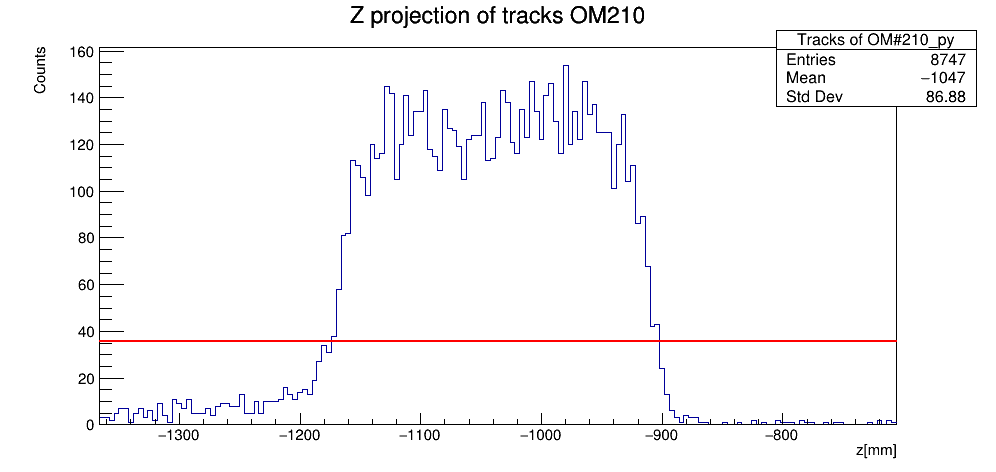 Z projection of tracks OM210
Counts
Tracks of OM#210_py
Entries 8747
Mean −1047
Std Dev 86.88
160
140
120
100
80
60
40
20
0
−1300 −1200 −1100 −1000 −900 −800
z[mm]